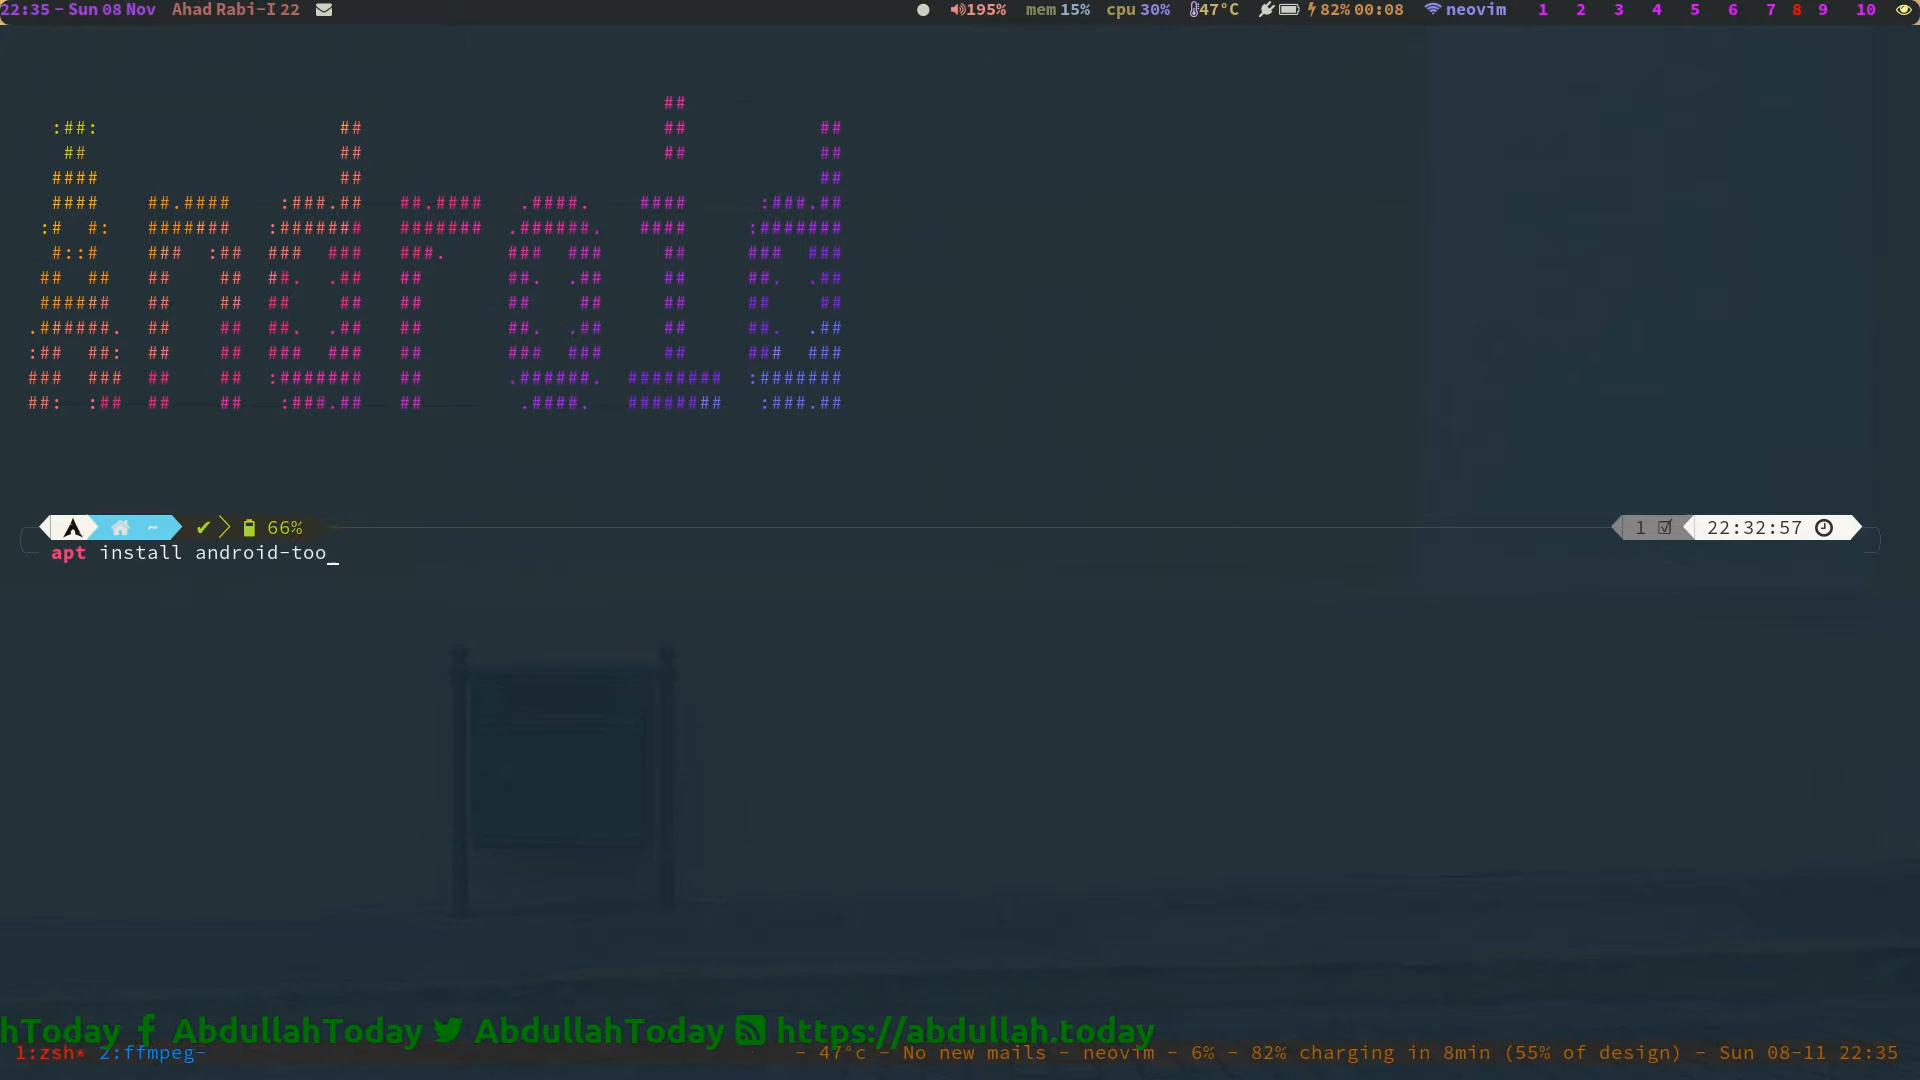 22:35 - Sun 08 Nov Ahad Rabi-I 22 195% mem 15% cpu 30% 47°C 82% 00:08 neovim 1 2 3 4 5 6 7 8 9 10
Android
~ ✔ 66% 1 22:32:57
apt install android-too_
hToday AbdullahToday AbdullahToday https://abdullah.today
1:zsh* 2:ffmpeg- - 47°c - No new mails - neovim - 6% - 82% charging in 8min (55% of design) - Sun 08-11 22:35